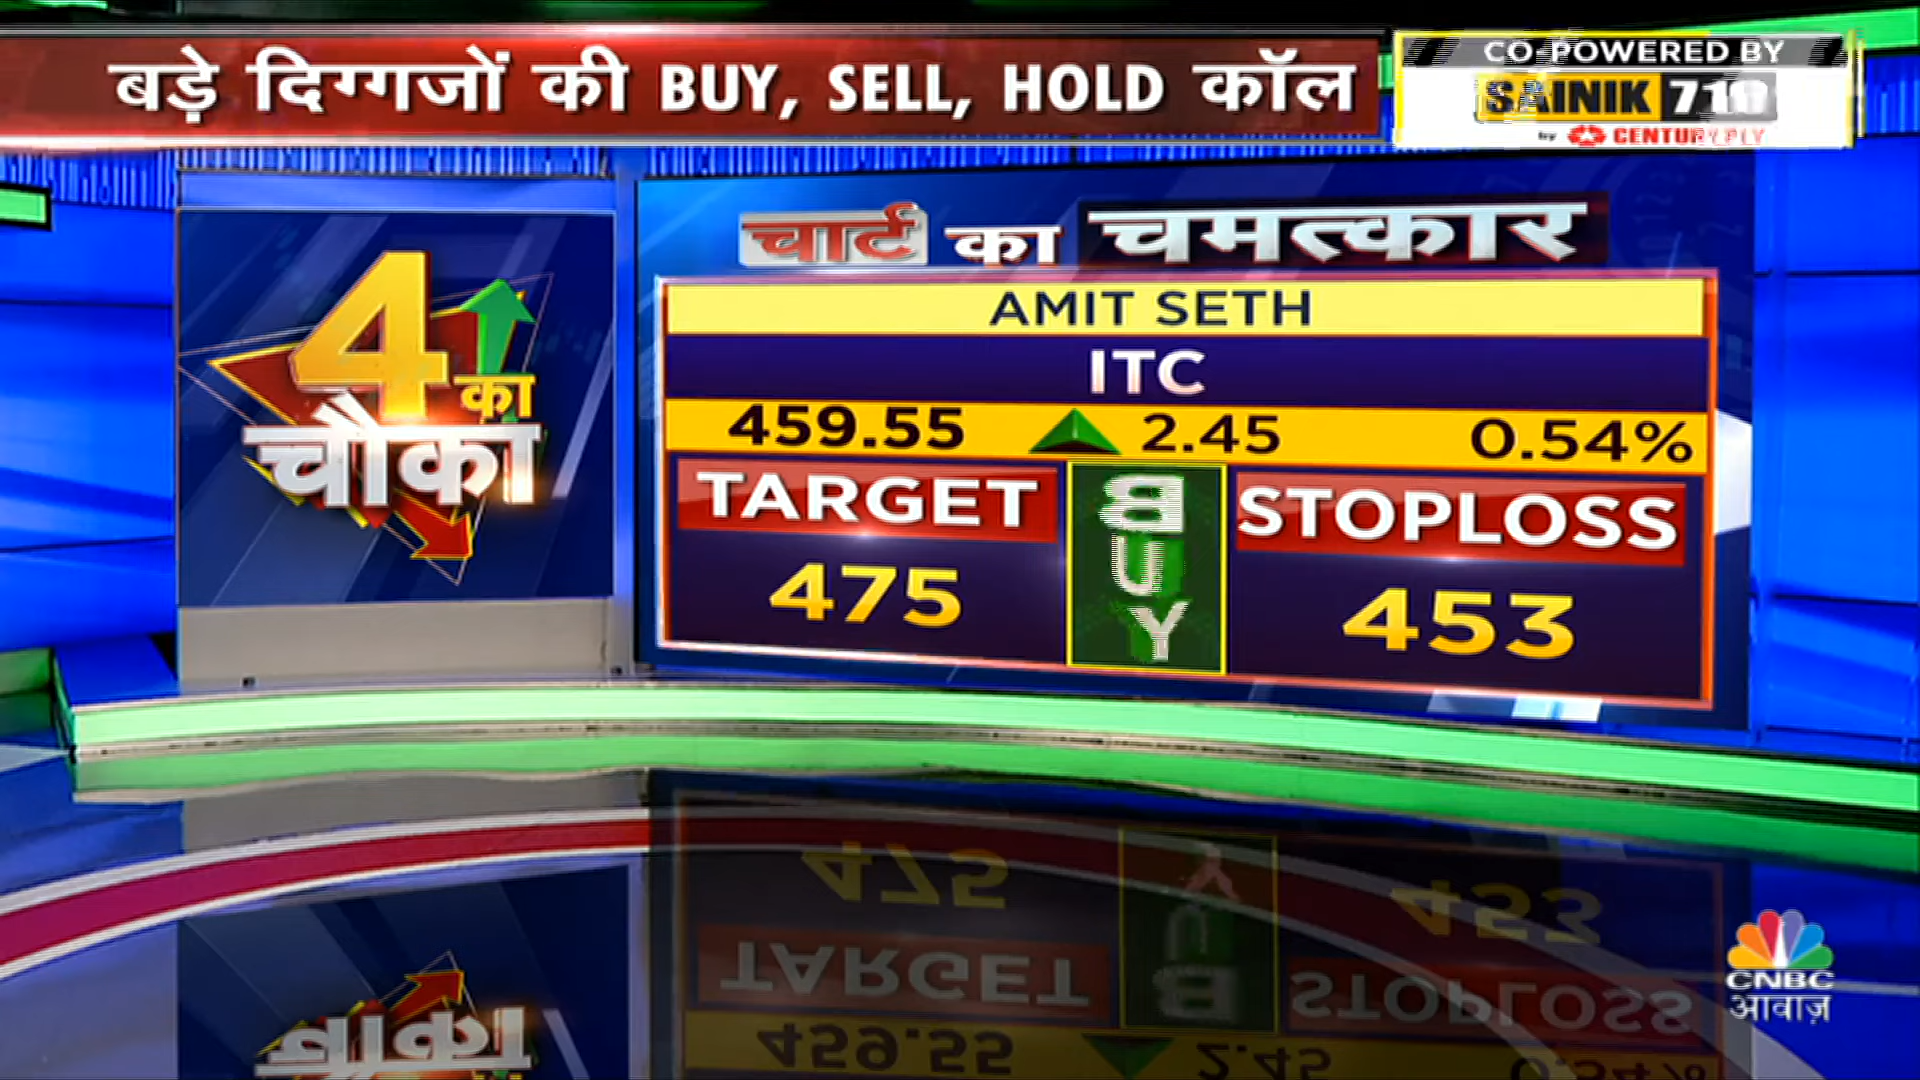 बड़े दिग्गजों की BUY, SELL, HOLD कॉल
CO-POWERED BY
SAINIK 710
by CENTURYPLY
4 का
चौका
चार्ट का चमत्कार
AMIT SETH
ITC
459.55 2.45 0.54%
TARGET
475
BUY
STOPLOSS
453
CNBC
आवाज़